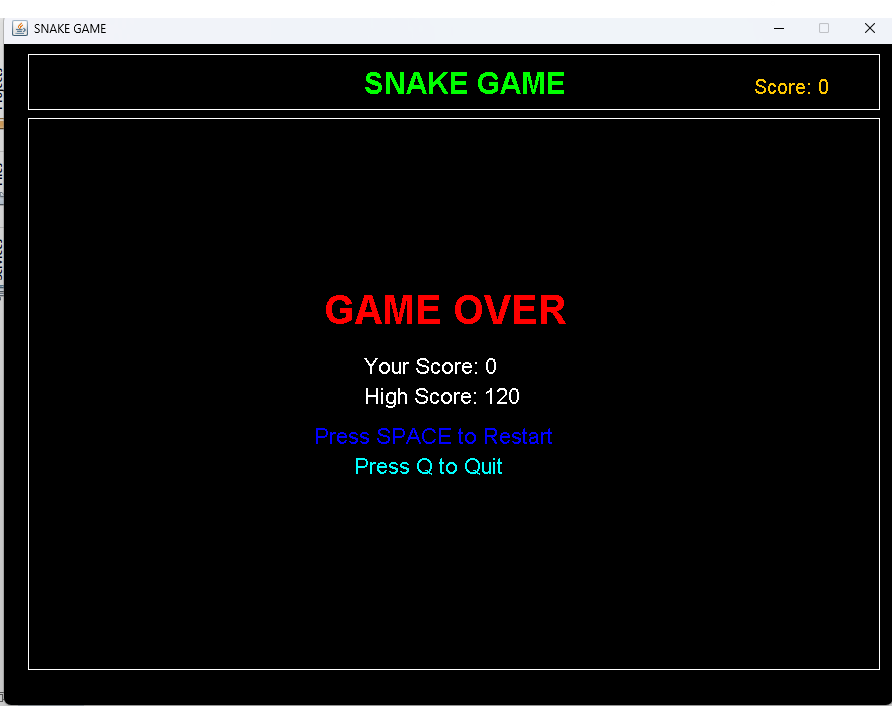 SNAKE GAME
SNAKE GAME
Score: 0
GAME OVER
Your Score: 0
High Score: 120
Press SPACE to Restart
Press Q to Quit